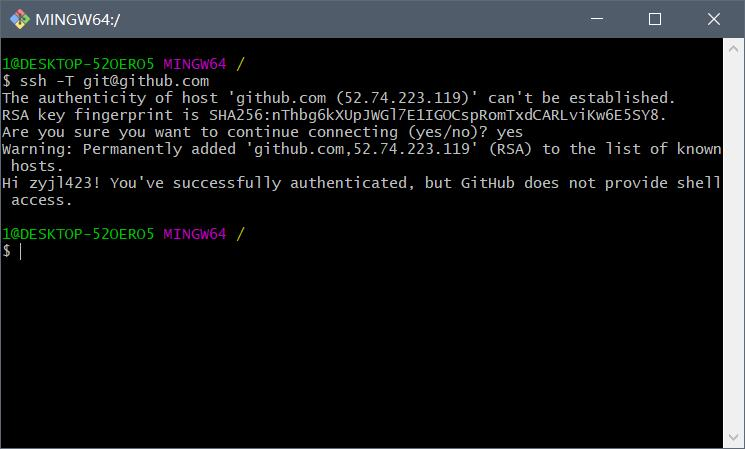 MINGW64:/
1@DESKTOP-52OERO5 MINGW64 /
$ ssh -T git@github.com
The authenticity of host 'github.com (52.74.223.119)' can't be established.
RSA key fingerprint is SHA256:nThbg6kXUpJWGl7E1IGOCspRomTxdCARLviKw6E5SY8.
Are you sure you want to continue connecting (yes/no)? yes
Warning: Permanently added 'github.com,52.74.223.119' (RSA) to the list of known
 hosts.
Hi zyjl423! You've successfully authenticated, but GitHub does not provide shell
 access.
1@DESKTOP-52OERO5 MINGW64 /
$